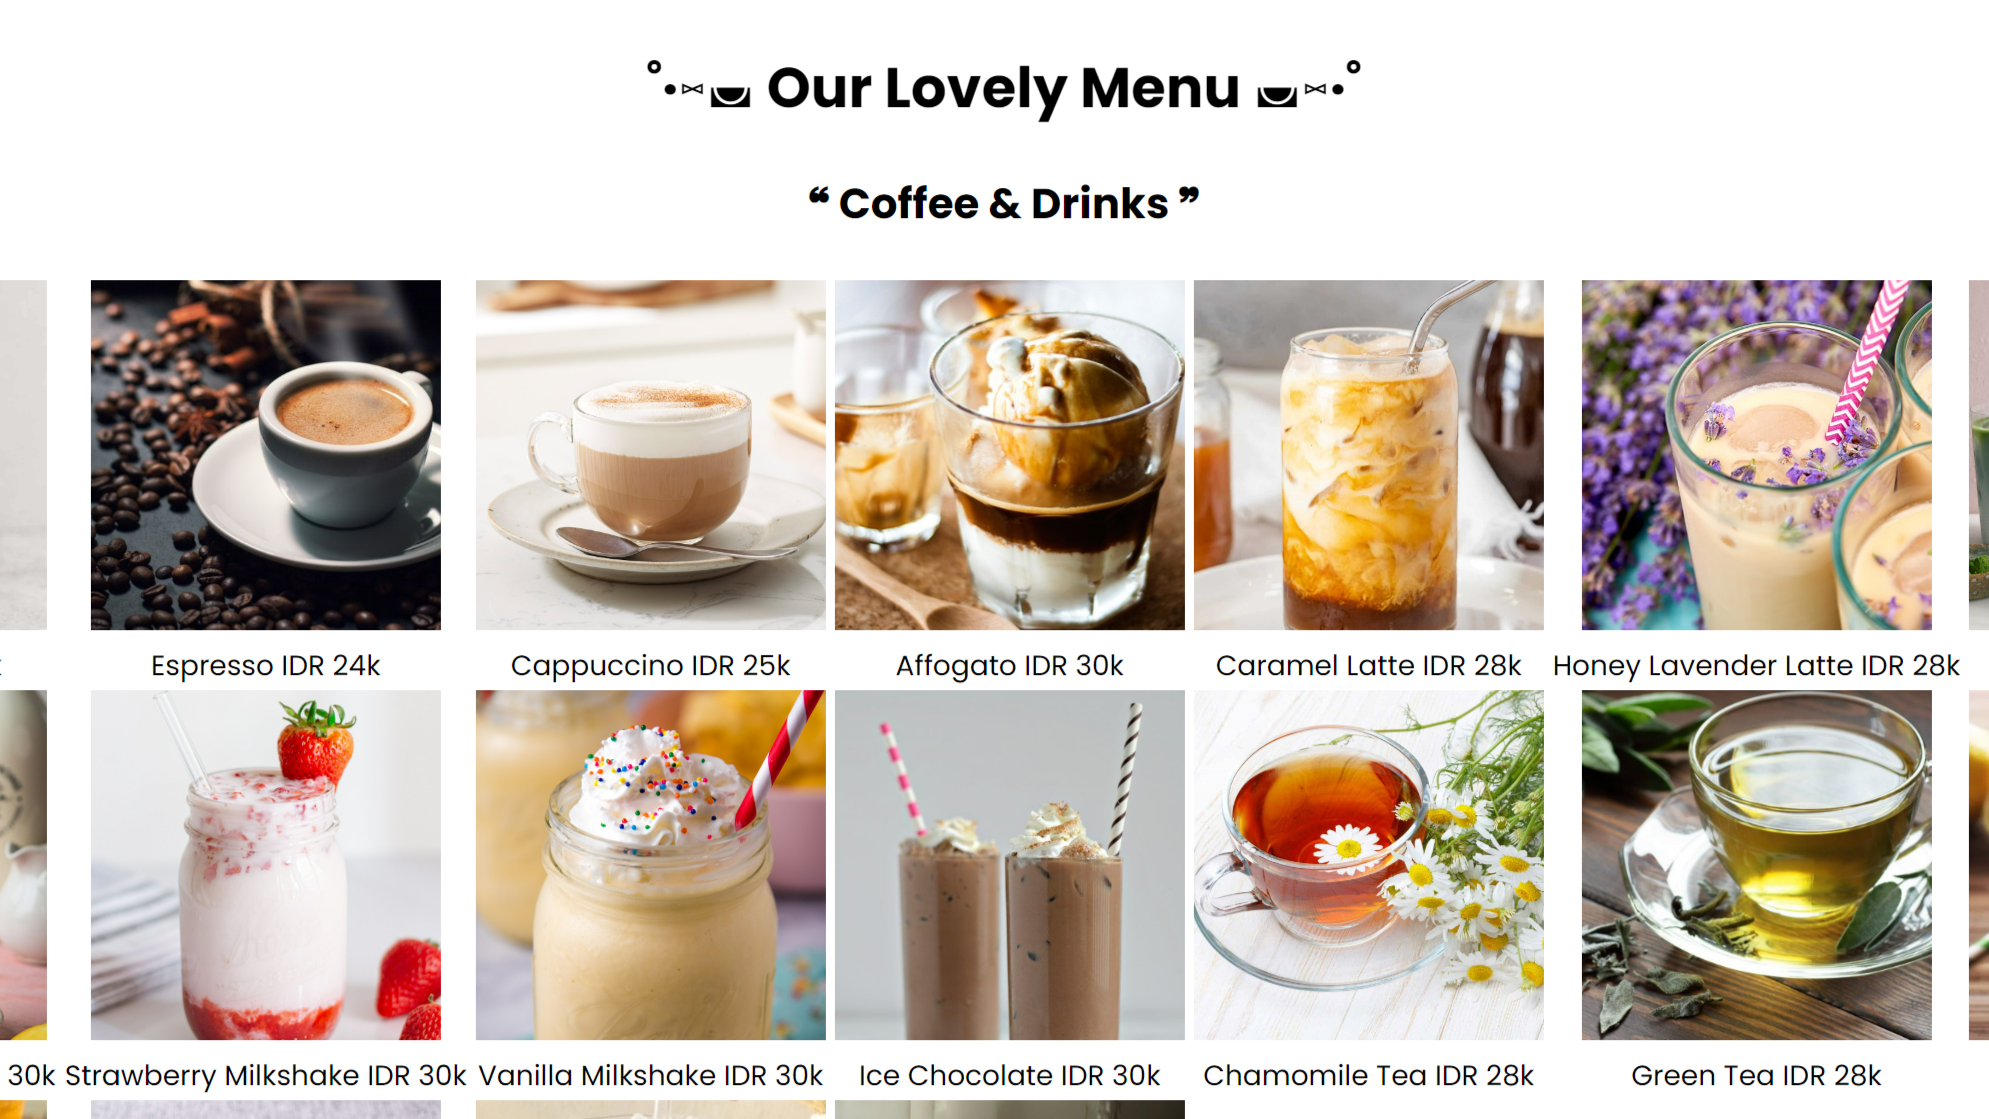 Our Lovely Menu
❝ Coffee & Drinks ❞
Espresso IDR 24k
Cappuccino IDR 25k
Affogato IDR 30k
Caramel Latte IDR 28k
Honey Lavender Latte IDR 28k
30k
Strawberry Milkshake IDR 30k
Vanilla Milkshake IDR 30k
Ice Chocolate IDR 30k
Chamomile Tea IDR 28k
Green Tea IDR 28k